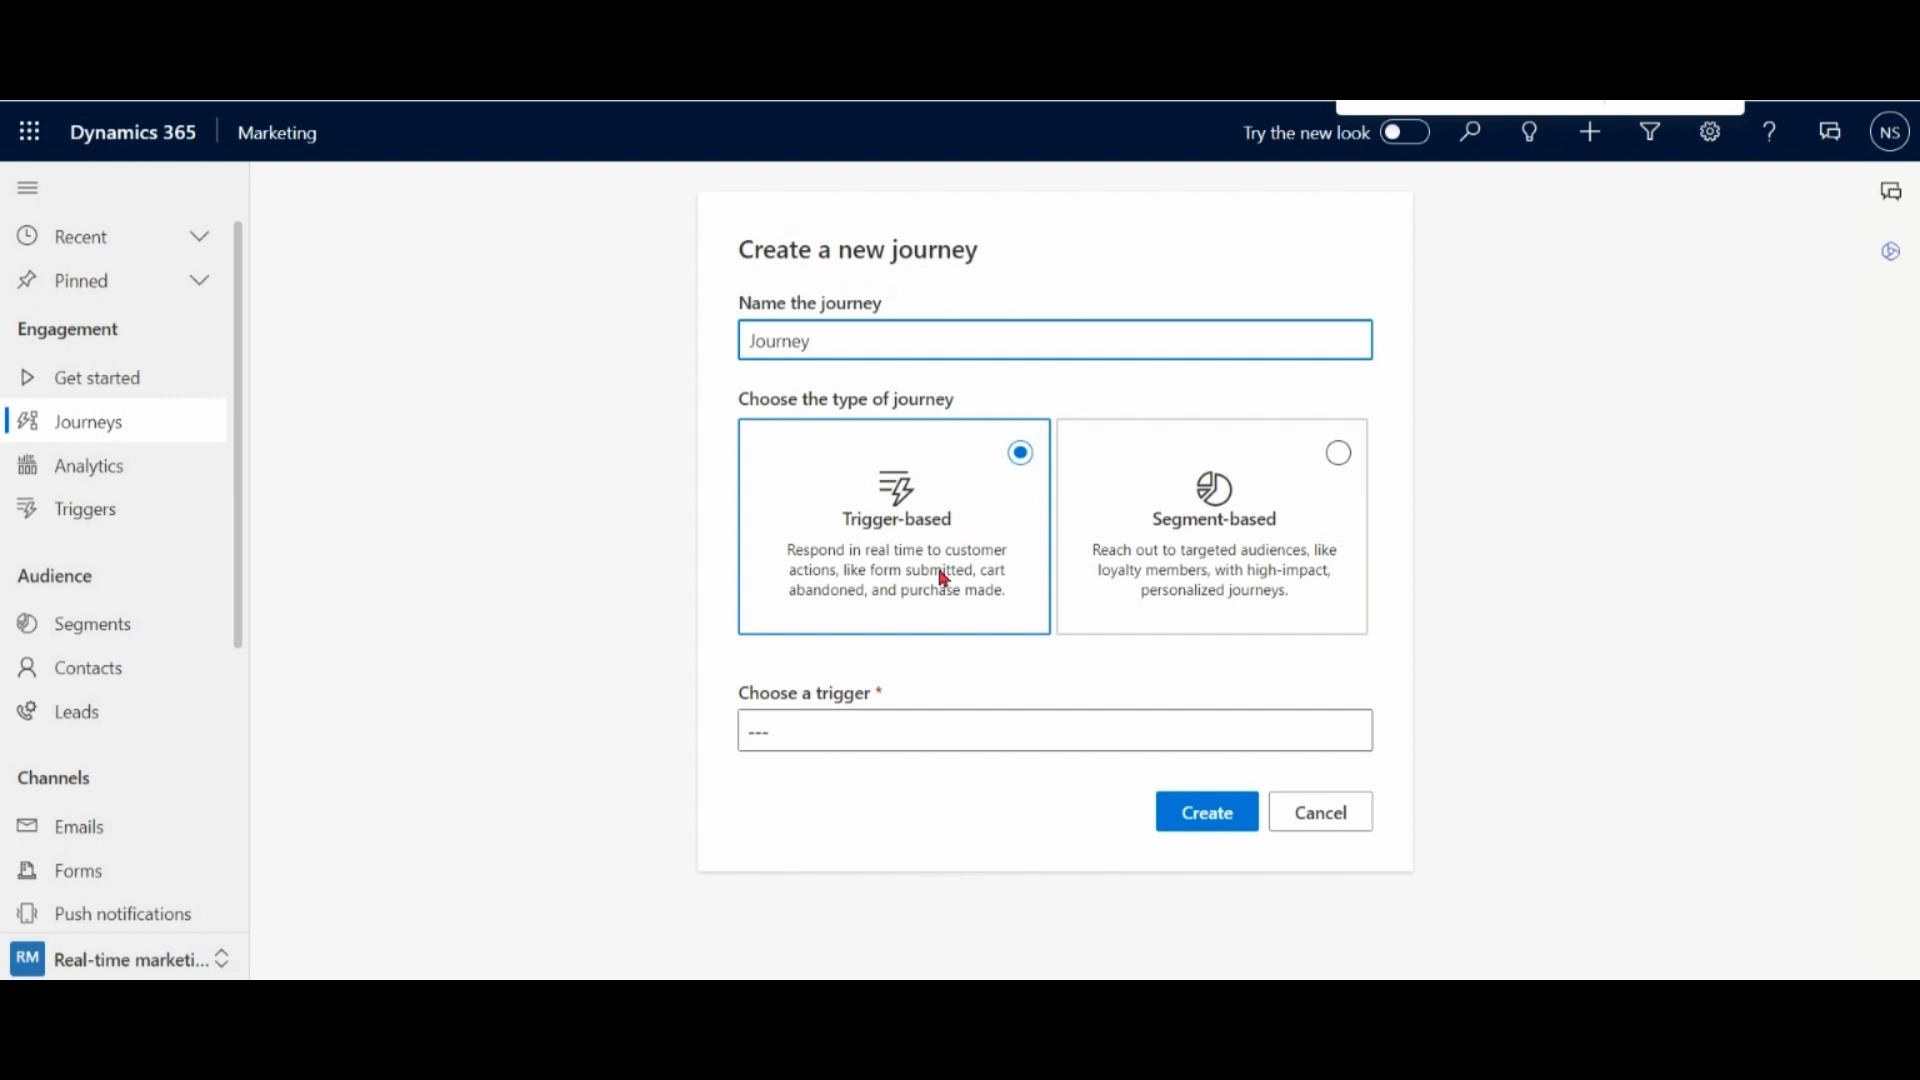 Dynamics 365
Marketing
Try the new look
NS
Recent
Pinned
Engagement
Get started
Journeys
Analytics
Triggers
Audience
Segments
Contacts
Leads
Channels
Emails
Forms
Push notifications
RM
Real-time marketi...
Create a new journey
Name the journey
Journey
Choose the type of journey
Trigger-based
Respond in real time to customer
actions, like form submitted, cart
abandoned, and purchase made.
Segment-based
Reach out to targeted audiences, like
loyalty members, with high-impact,
personalized journeys.
Choose a trigger *
---
Create
Cancel